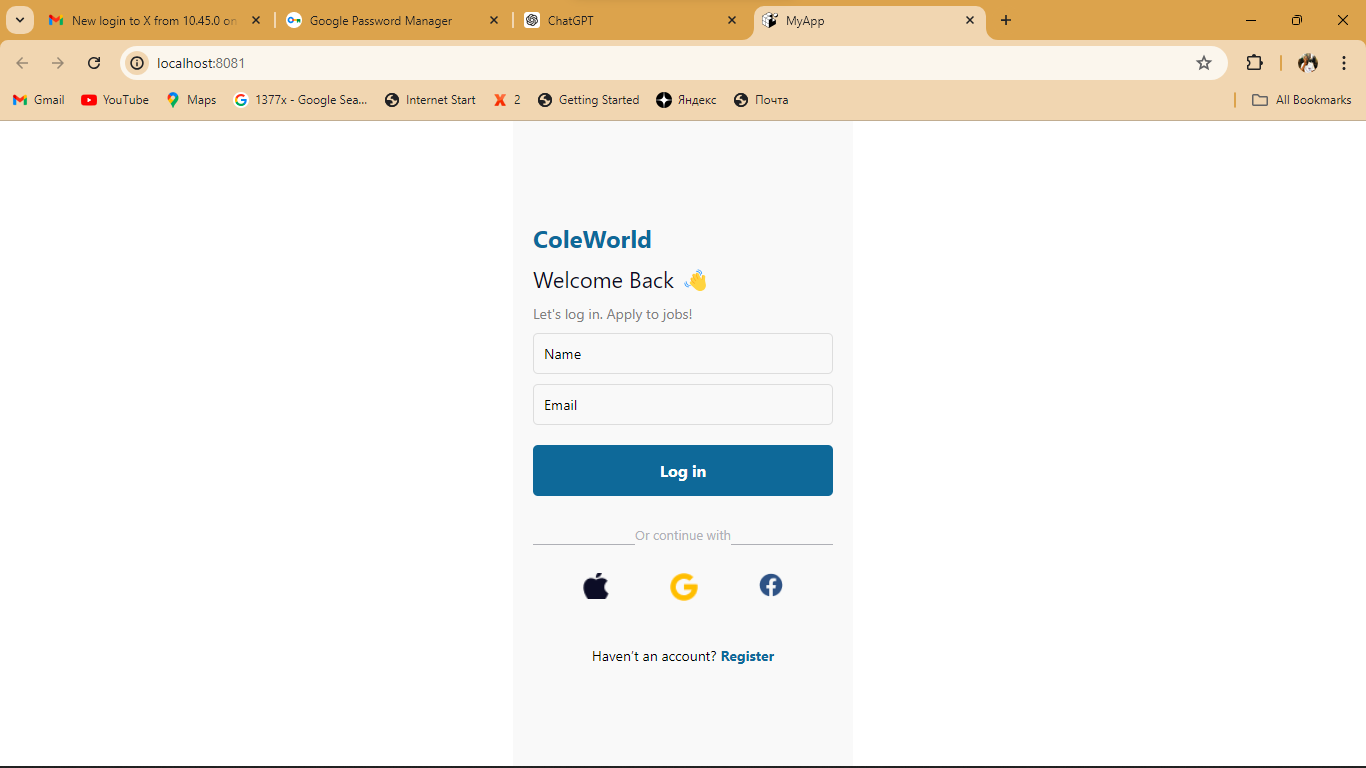 New login to X from 10.45.0 on
Google Password Manager
ChatGPT
MyApp
localhost:8081
Gmail
YouTube
Maps
1377x - Google Sea...
Internet Start
2
Getting Started
Яндекс
Почта
All Bookmarks
ColeWorld
Welcome Back 👋
Let's log in. Apply to jobs!
Name
Email
Log in
Or continue with
Haven't an account? Register